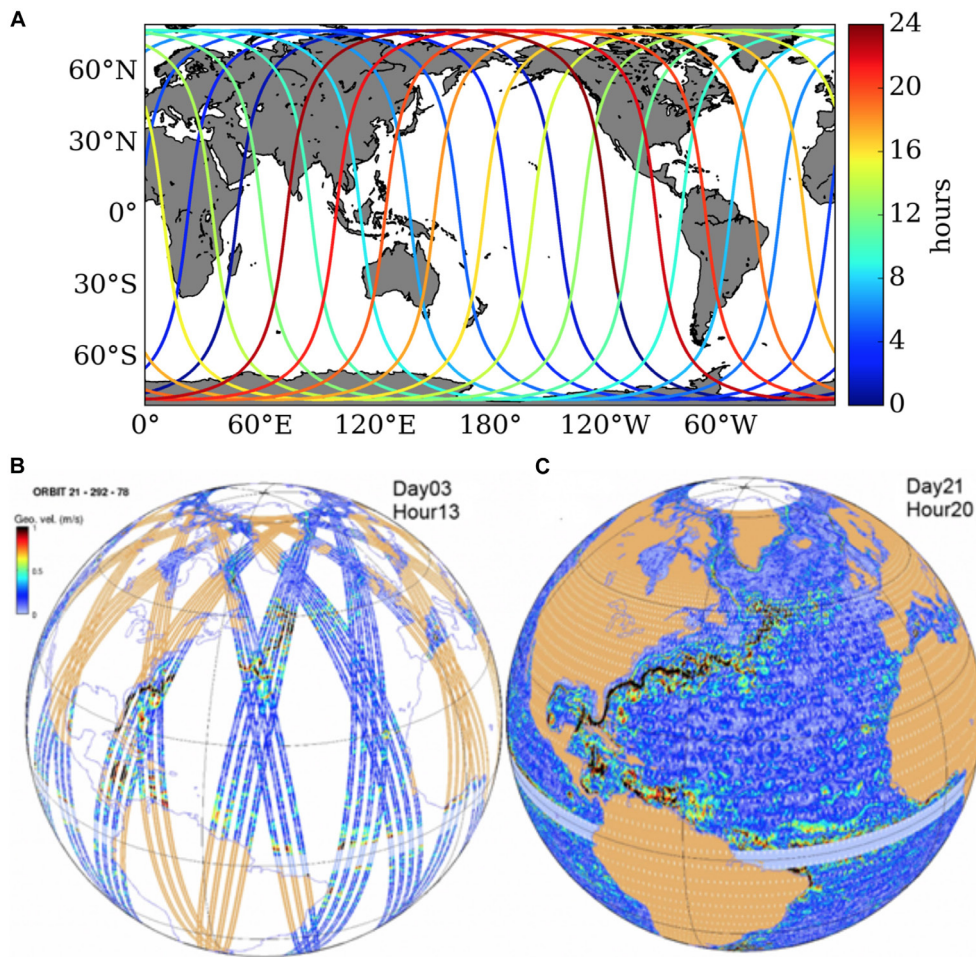 A
60°N
30°N
0°
30°S
60°S
0°
60°E
120°E
180°
120°W
60°W
24
20
16
12
8
4
0
hours
B
ORBIT 21 - 292 - 78
Geo. vel. (m/s)
1
0.5
0
Day03
Hour13
C
Day21
Hour20